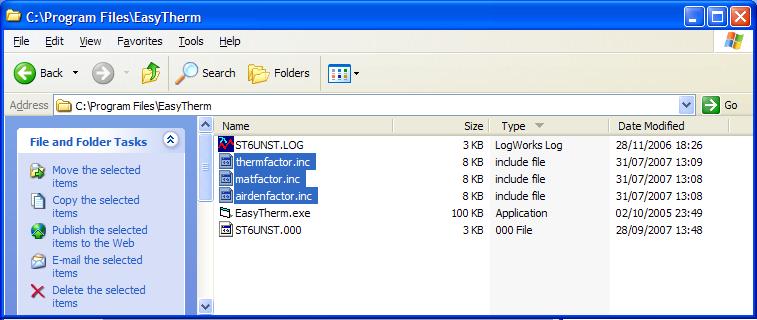 C:\Program Files\EasyTherm
File Edit View Favorites Tools Help
Back Search Folders
Address C:\Program Files\EasyTherm Go
File and Folder Tasks
Move the selected
items
Copy the selected
items
Publish the selected
items to the Web
E-mail the selected
items
Delete the selected
items
Name Size Type Date Modified
ST6UNST.LOG 3 KB LogWorks Log 28/11/2006 18:26
thermfactor.inc 8 KB include file 31/07/2007 13:09
matfactor.inc 8 KB include file 31/07/2007 13:08
airdenfactor.inc 8 KB include file 31/07/2007 13:08
EasyTherm.exe 100 KB Application 02/10/2005 23:49
ST6UNST.000 3 KB 000 File 28/09/2007 13:48